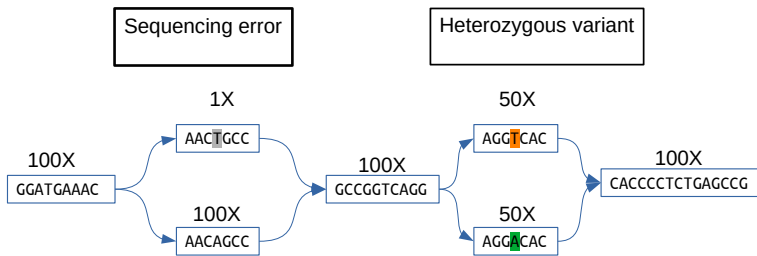 Sequencing error
Heterozygous variant
1X
50X
AACTGCC
AGGTCAC
100X
100X
100X
GGATGAAAC
GCCGGTCAGG
CACCCCTCTGAGCCG
100X
50X
AACAGCC
AGGACAC